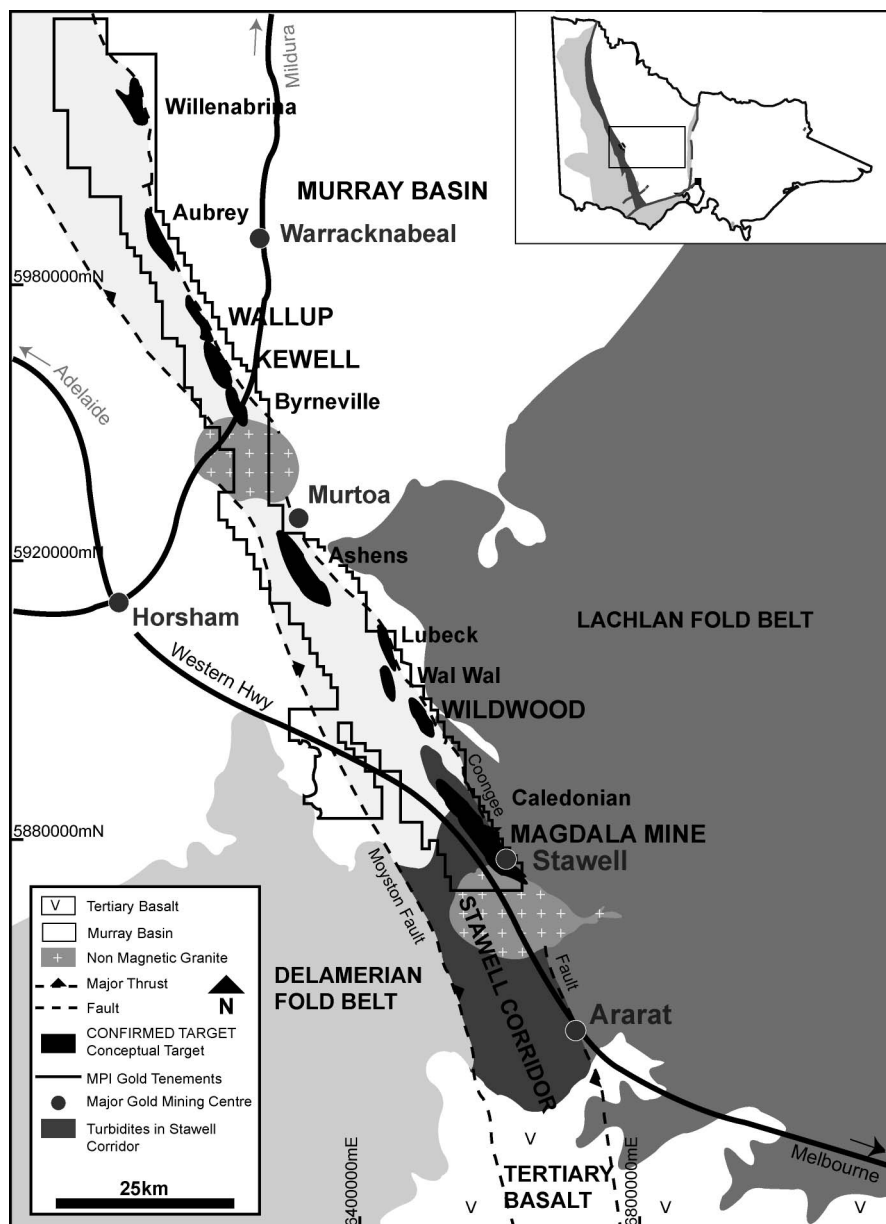 Mildura
Willenabrina
MURRAY BASIN
Aubrey
Warracknabeal
5980000mN
WALLUP
KEWELL
Adelaide
Byrneville
Murtoa
5920000mN
Ashens
Horsham
LACHLAN FOLD BELT
Lubeck
Western Hwy
Wal Wal
WILDWOOD
Coongee
Caledonian
5880000mN
MAGDALA MINE
Stawell
Moyston Fault
STAWELL CORRIDOR
Fault
DELAMERIAN
FOLD BELT
Ararat
V
TERTIARY
BASALT
Melbourne
V
V
V
6400000mE
6800000mE
V Tertiary Basalt
Murray Basin
Non Magnetic Granite
Major Thrust
Fault
N
CONFIRMED TARGET
Conceptual Target
MPI Gold Tenements
Major Gold Mining Centre
Turbidites in Stawell
Corridor
25km